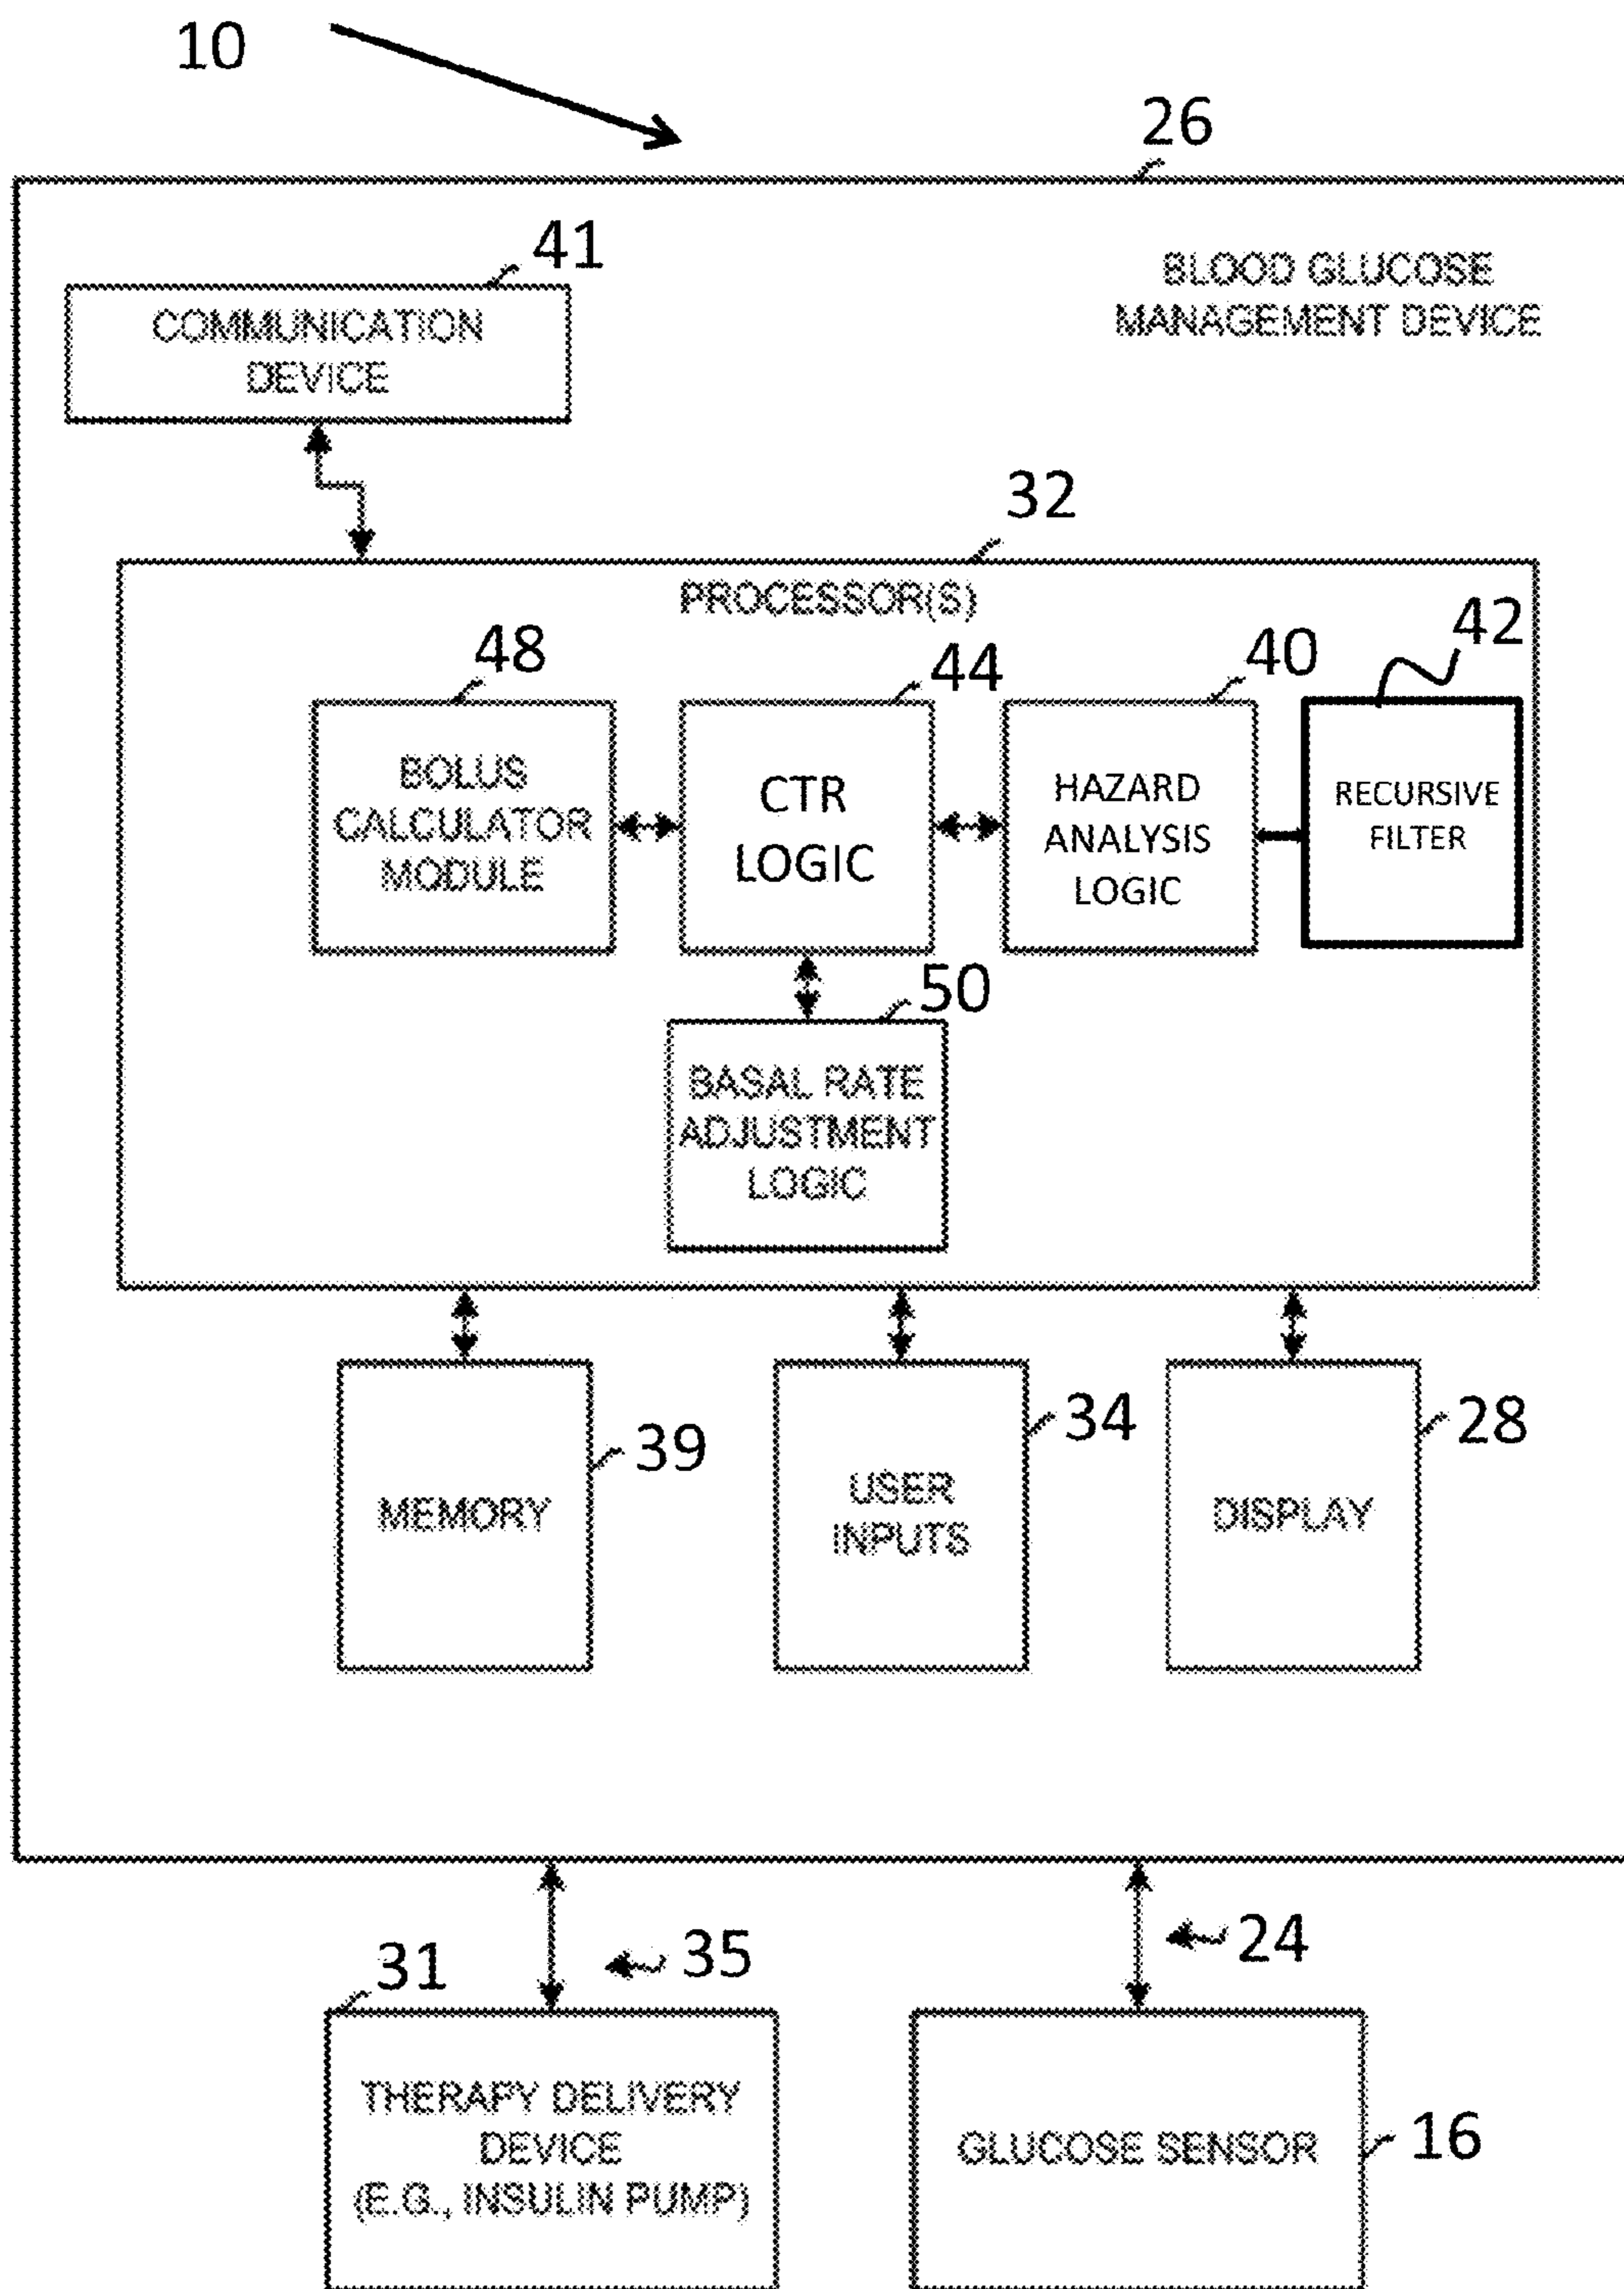 10
26
41
BLOOD GLUCOSE
MANAGEMENT DEVICE
COMMUNICATION
DEVICE
32
PROCESSOR(S)
42
48
44
40
BOLUS
CALCULATOR
MODULE
CTR
LOGIC
HAZARD
ANALYSIS
LOGIC
RECURSIVE
FILTER
50
BASAL RATE
ADJUSTMENT
LOGIC
39
34
28
MEMORY
USER
INPUTS
DISPLAY
31
35
24
THERAPY DELIVERY
DEVICE
(E.G., INSULIN PUMP)
GLUCOSE SENSOR
16